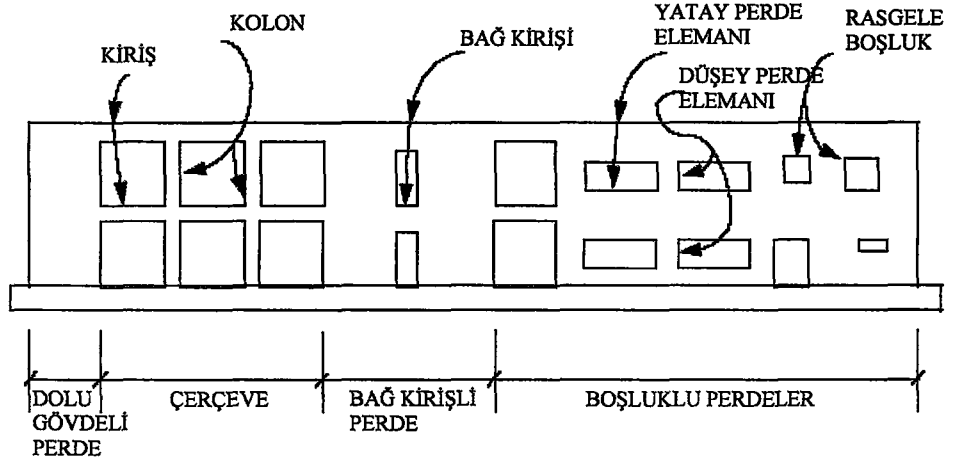 KİRİŞ
KOLON
BAĞ KİRİŞİ
YATAY PERDE
ELEMANI
DÜŞEY PERDE
ELEMANI
RASGELE
BOŞLUK
DOLU
GÖVDELİ
PERDE
ÇERÇEVE
BAĞ KİRİŞLİ
PERDE
BOŞLUKLU PERDELER